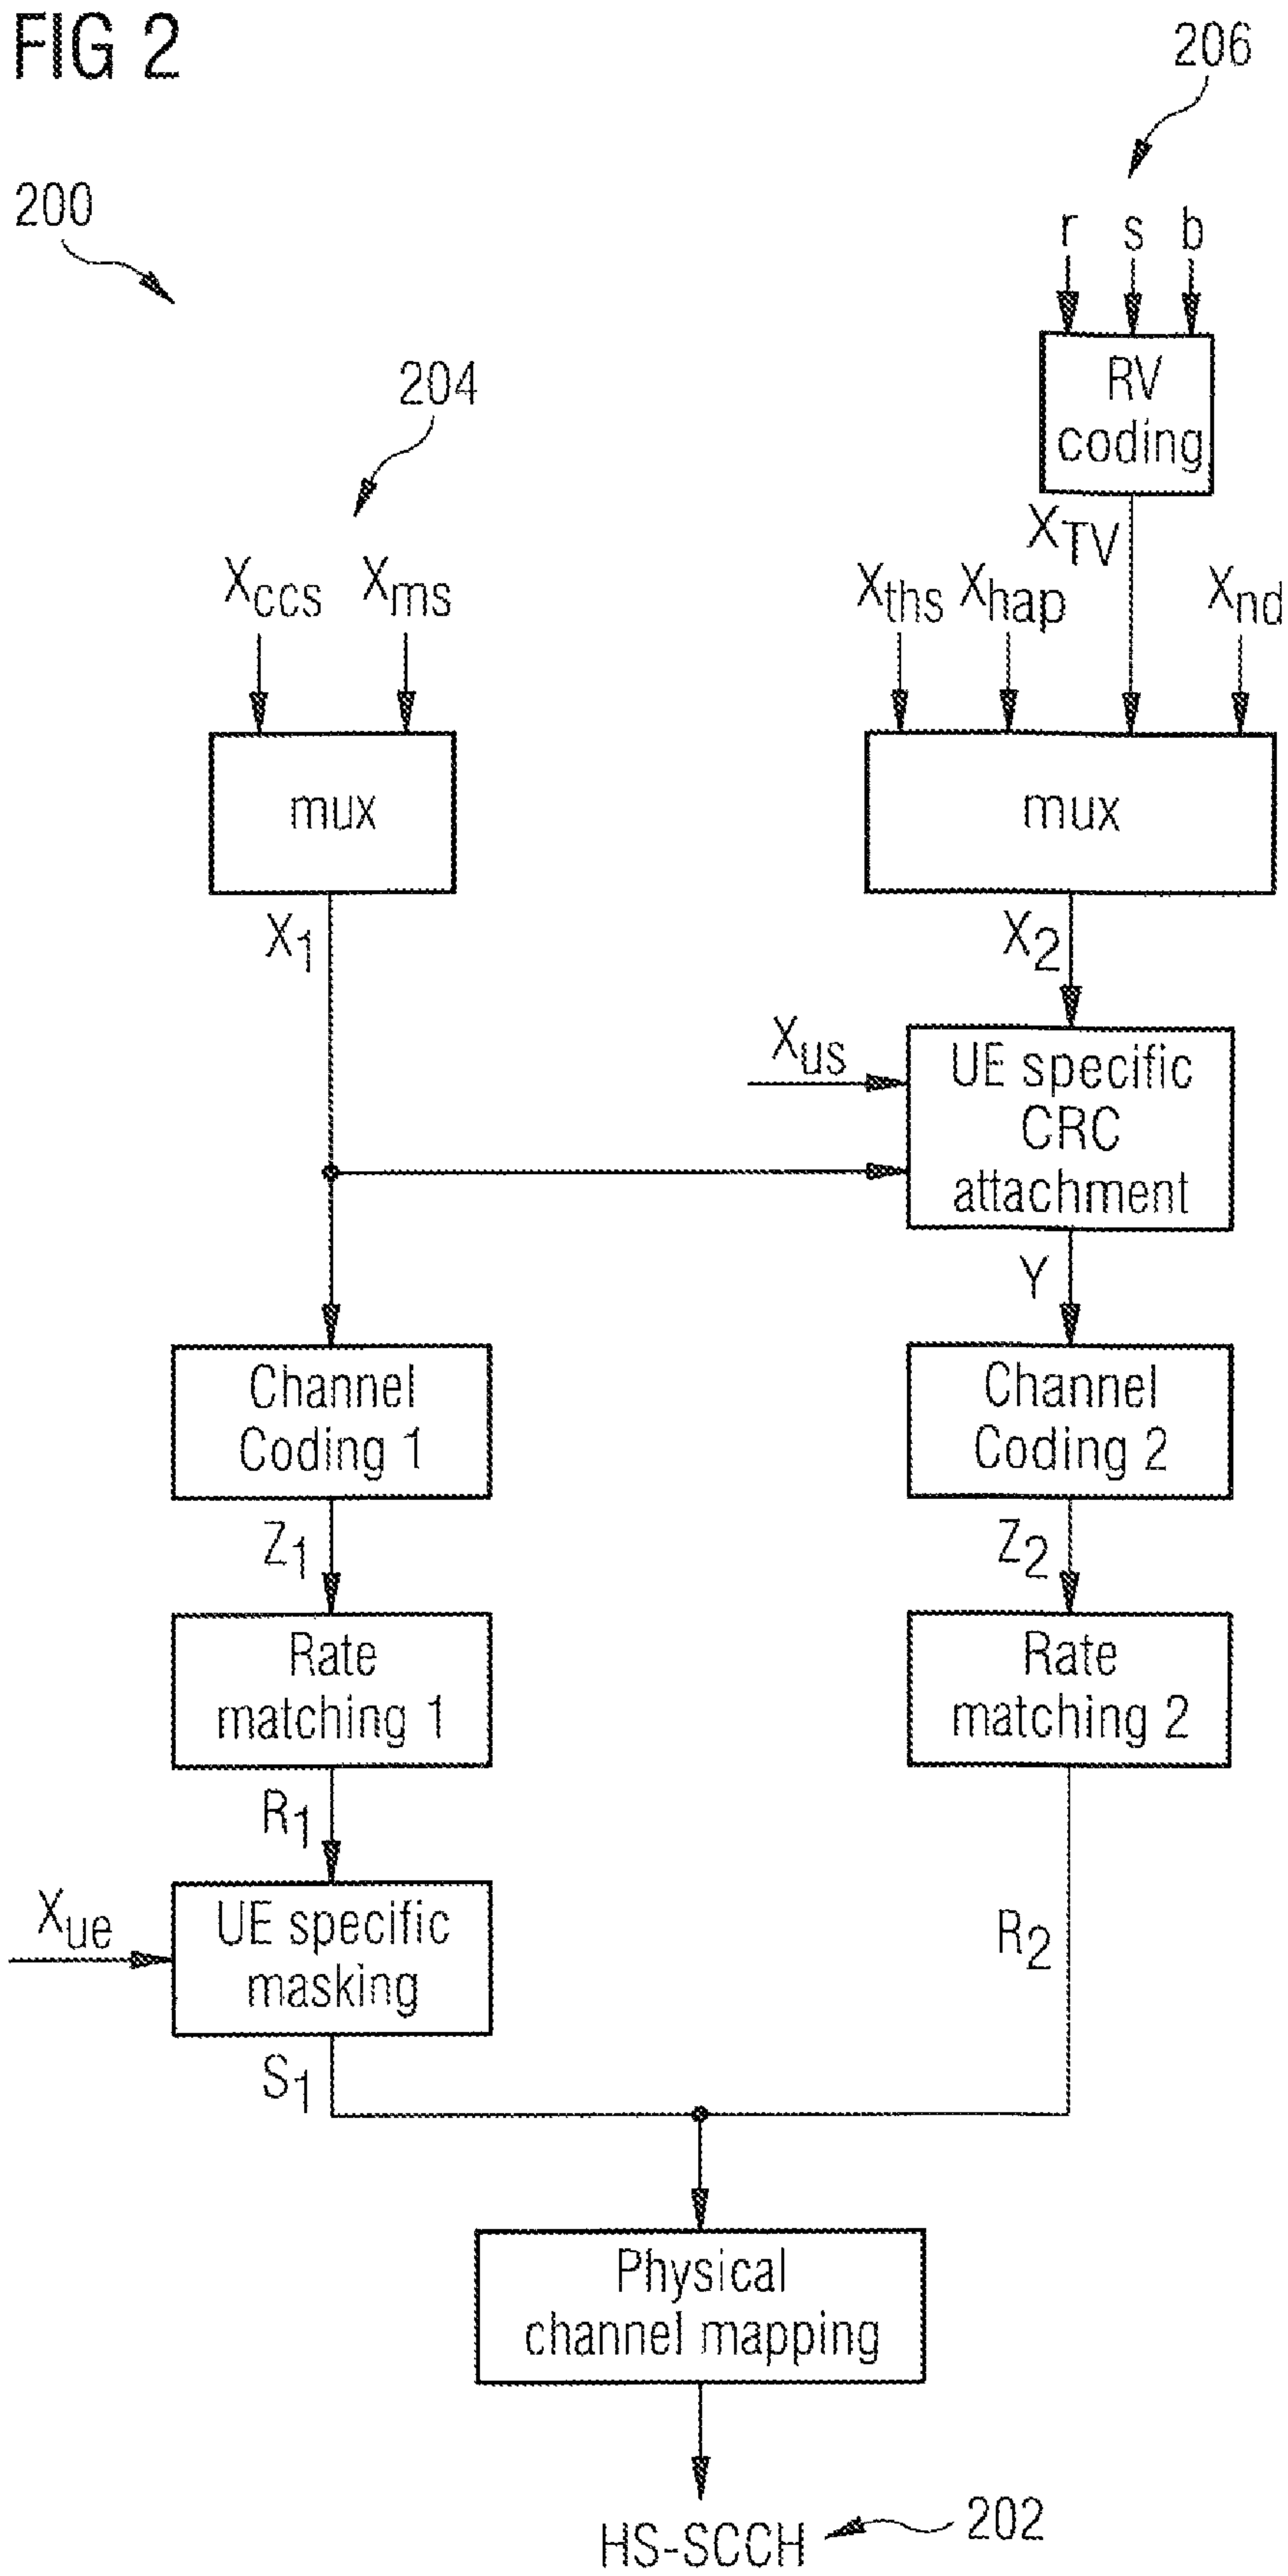 FIG 2
206
200
r s b
204
RV
coding
XTV
Xccs Xms
Xths Xhap Xnd
mux
mux
X1
X2
Xus
UE specific
CRC
attachment
Y
Channel
Coding 1
Channel
Coding 2
Z1
Z2
Rate
matching 1
Rate
matching 2
R1
Xue
UE specific
masking
R2
S1
Physical
channel mapping
HS-SCCH
202